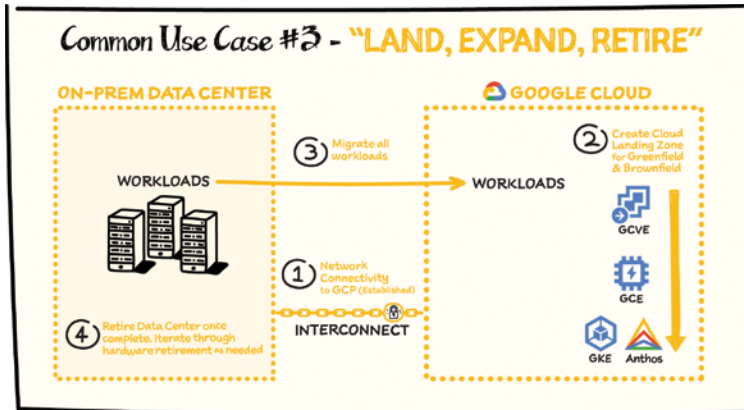 Common Use Case #3 - "LAND, EXPAND, RETIRE"
ON-PREM DATA CENTER
GOOGLE CLOUD
3
Migrate all
workloads
2
Create Cloud
Landing Zone
for Greenfield
& Brownfield
WORKLOADS
WORKLOADS
GCVE
1
Network
Connectivity
to GCP (Established)
GCE
INTERCONNECT
4
Retire Data Center once
complete. Iterate through
hardware retirement as needed
GKE
Anthos